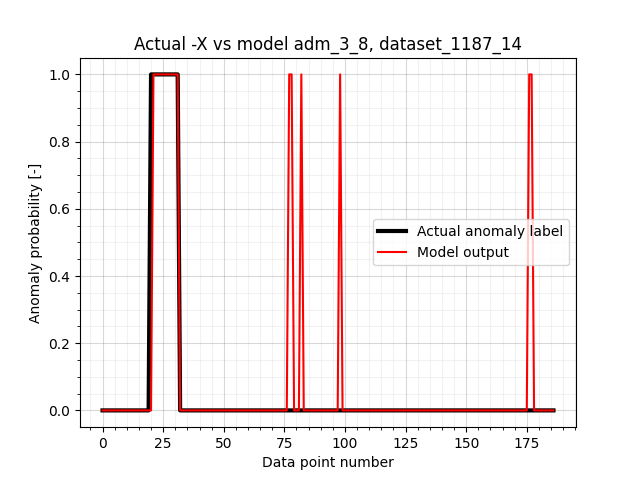 Actual -X vs model adm_3_8, dataset_1187_14
1.0
0.8
0.6
0.4
0.2
0.0
Anomaly probability [-]
Actual anomaly label
Model output
0 25 50 75 100 125 150 175
Data point number